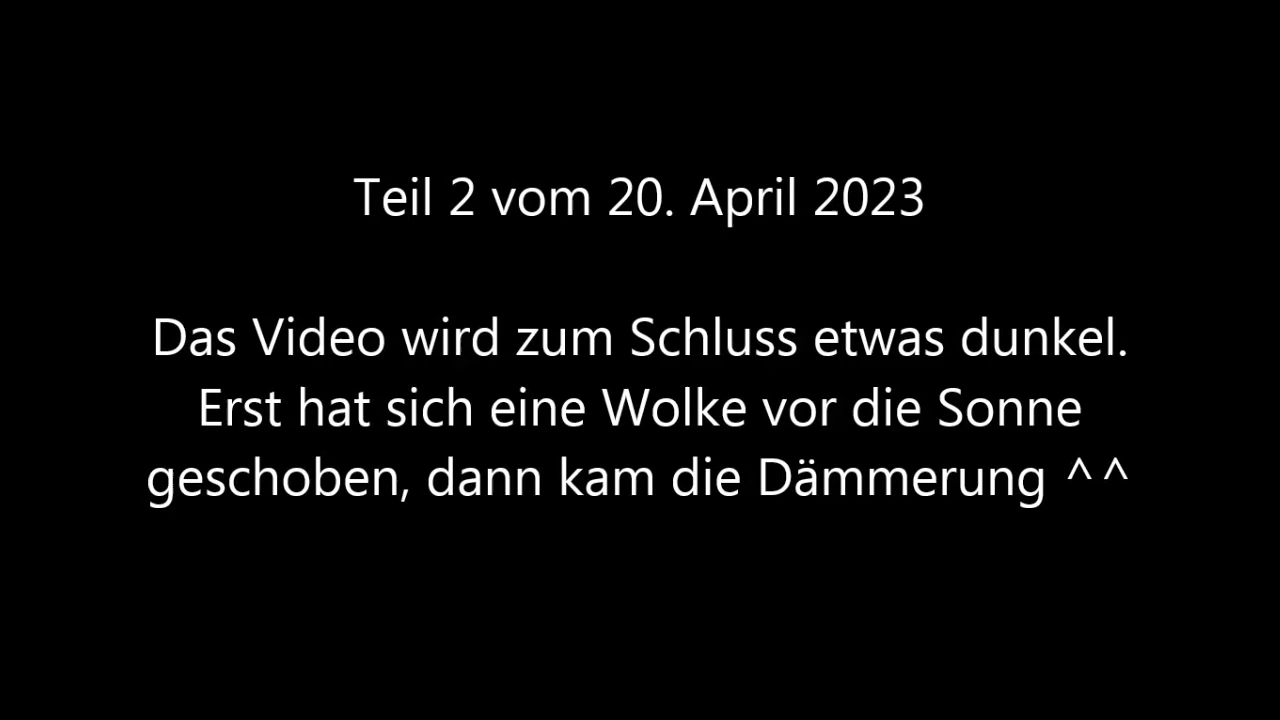 Teil 2 vom 20. April 2023
Das Video wird zum Schluss etwas dunkel.
Erst hat sich eine Wolke vor die Sonne
geschoben, dann kam die Dämmerung ^^